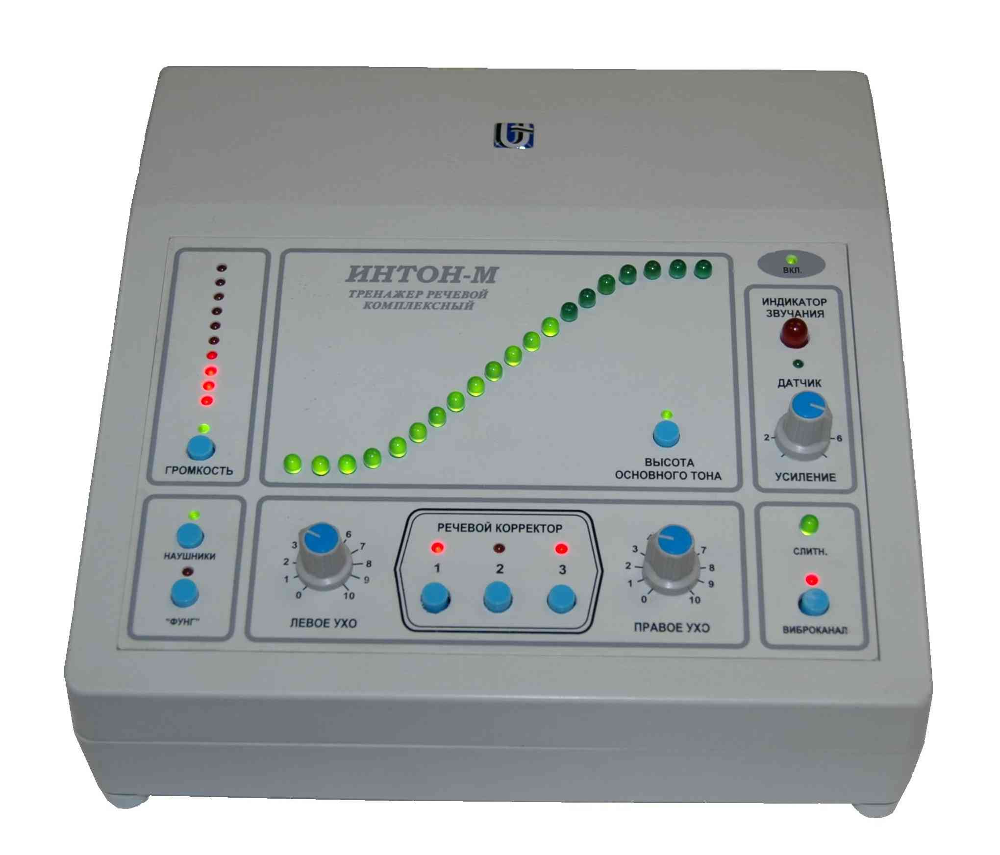 ИНТОН-М
ТРЕНАЖЕР РЕЧЕВОЙ
КОМПЛЕКСНЫЙ
ВКЛ.
ИНДИКАТОР
ЗВУЧАНИЯ
ДАТЧИК
2 6
УСИЛЕНИЕ
ГРОМКОСТЬ
ВЫСОТА
ОСНОВНОГО ТОНА
НАУШНИКИ
"ФУНГ"
0 1 2 3 6 7 8 9 10
ЛЕВОЕ УХО
РЕЧЕВОЙ КОРРЕКТОР
1 2 3
0 1 2 3 4 7 8 9 10
ПРАВОЕ УХО
СЛИТН.
ВИБРОКАНАЛ